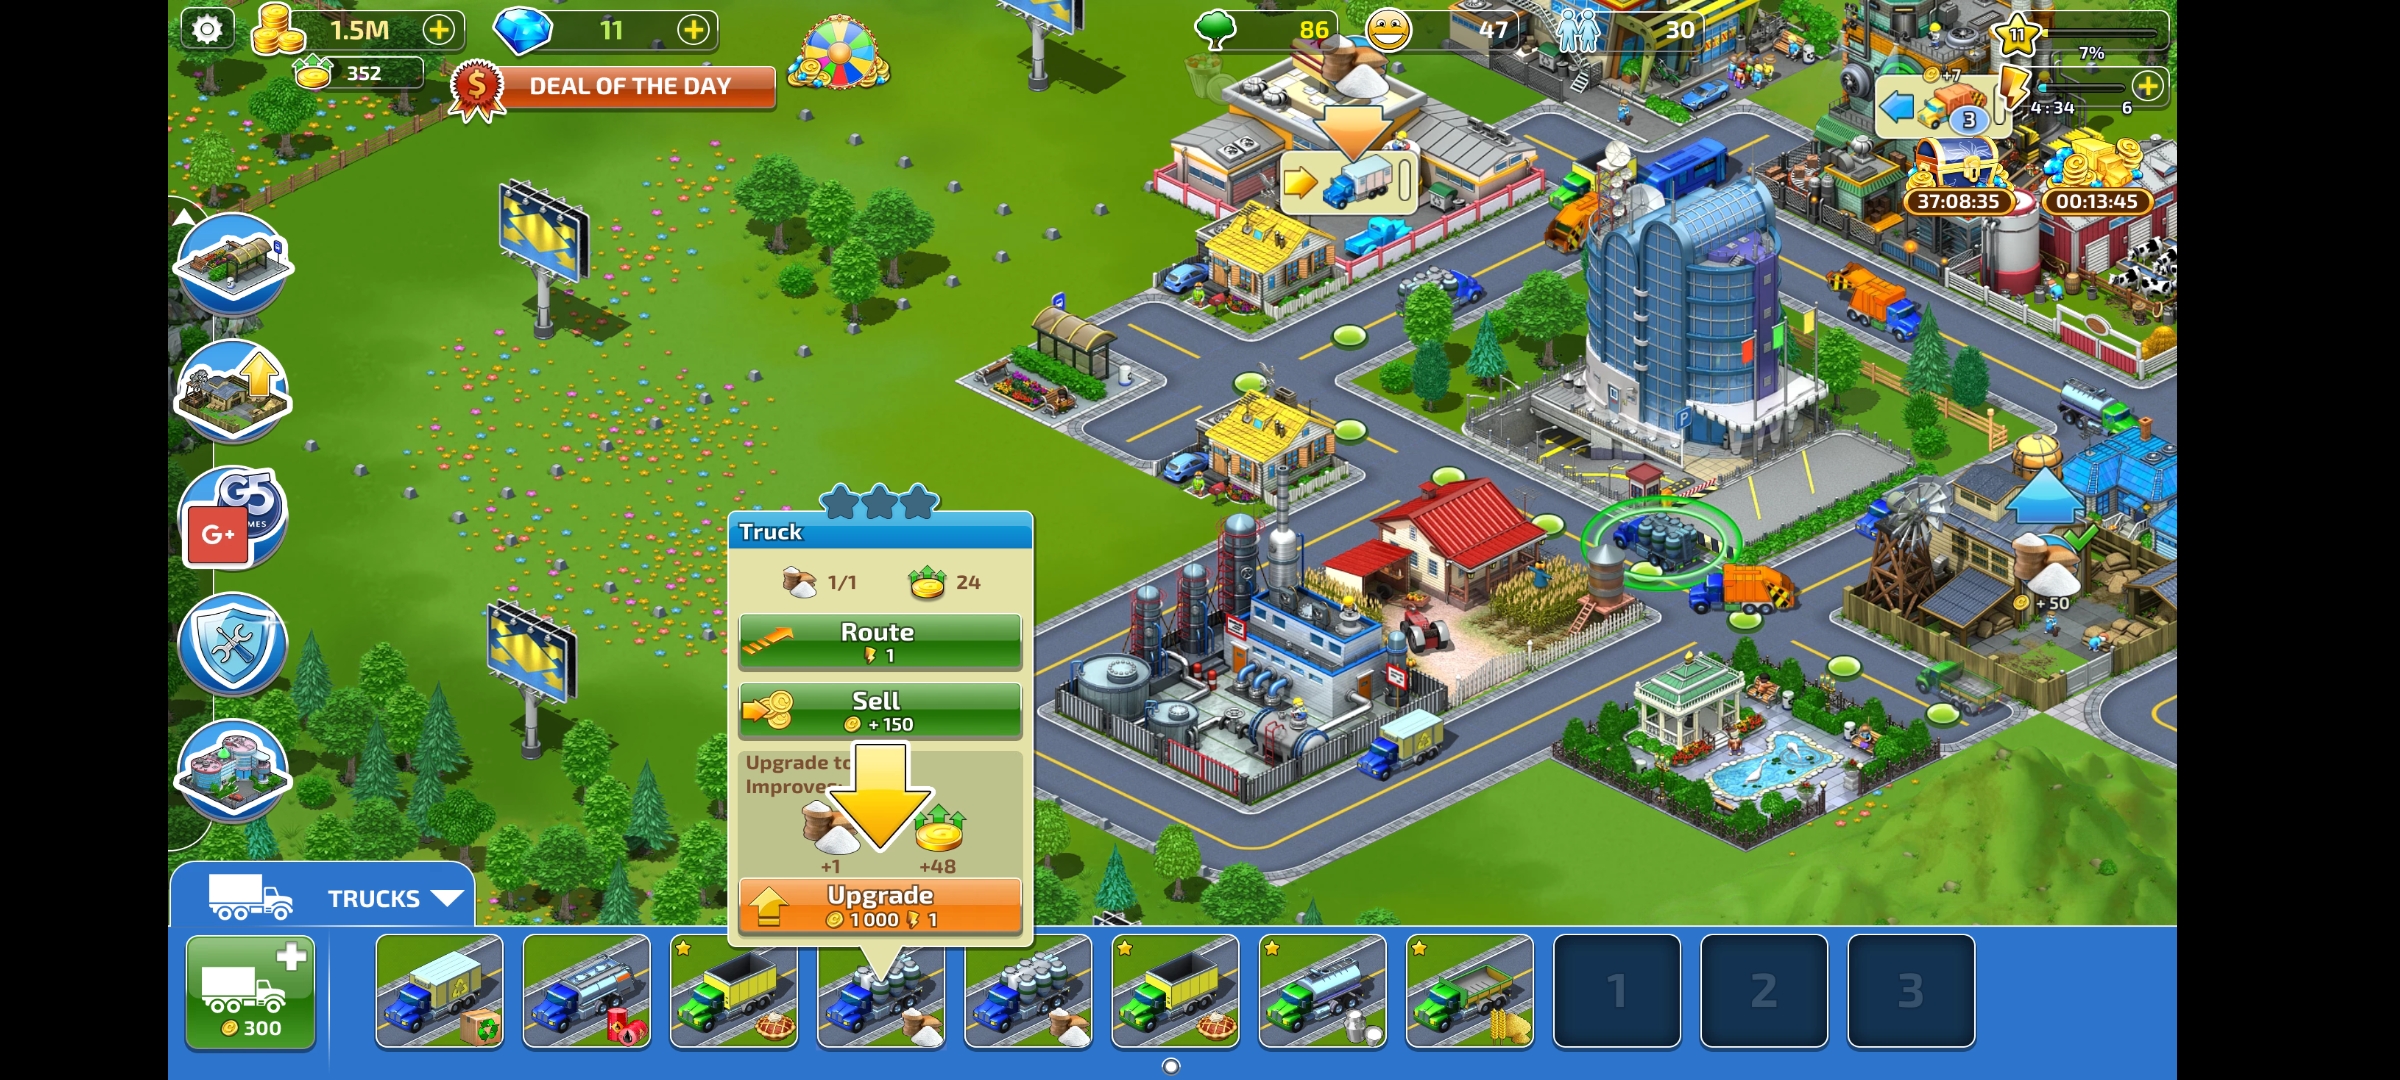 1.5M
11
86
47
30
11
7%
352
DEAL OF THE DAY
+7
3
4:34
6
37:08:35
00:13:45
G5
G+
MES
P
Truck
1/1
24
Route
1
Sell
+150
Upgrade to
Improves
+1
+48
Upgrade
1 000
1
+50
TRUCKS
300
1
2
3